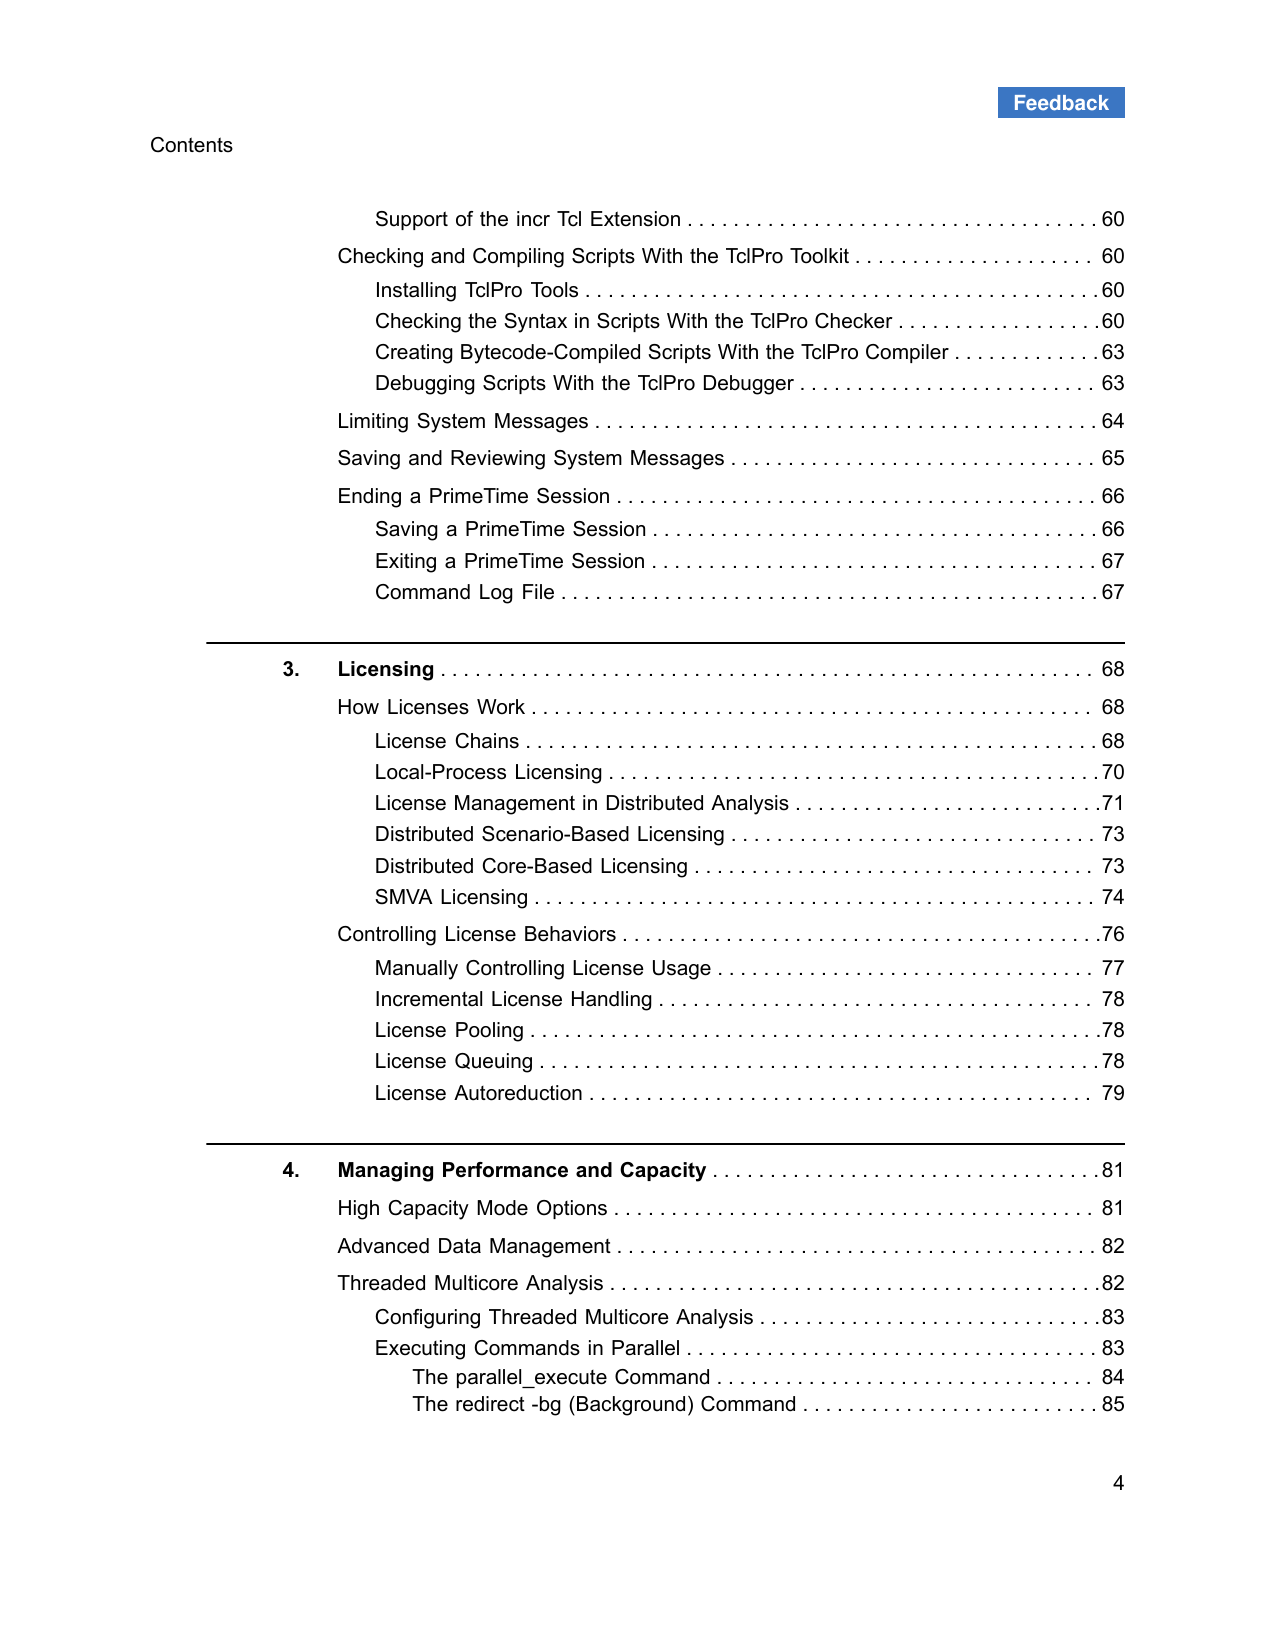 Feedback
Contents
Support of the incr Tcl Extension . . . . . . . . . . . . . . . . . . . . . . . . . . . . . . . . . . . . 60
Checking and Compiling Scripts With the TclPro Toolkit . . . . . . . . . . . . . . . . . . . . . 60
Installing TclPro Tools . . . . . . . . . . . . . . . . . . . . . . . . . . . . . . . . . . . . . . . . . . . . . 60
Checking the Syntax in Scripts With the TclPro Checker . . . . . . . . . . . . . . . . . . 60
Creating Bytecode-Compiled Scripts With the TclPro Compiler . . . . . . . . . . . . . 63
Debugging Scripts With the TclPro Debugger . . . . . . . . . . . . . . . . . . . . . . . . . . 63
Limiting System Messages . . . . . . . . . . . . . . . . . . . . . . . . . . . . . . . . . . . . . . . . . . . . 64
Saving and Reviewing System Messages . . . . . . . . . . . . . . . . . . . . . . . . . . . . . . . . 65
Ending a PrimeTime Session . . . . . . . . . . . . . . . . . . . . . . . . . . . . . . . . . . . . . . . . . . 66
Saving a PrimeTime Session . . . . . . . . . . . . . . . . . . . . . . . . . . . . . . . . . . . . . . . 66
Exiting a PrimeTime Session . . . . . . . . . . . . . . . . . . . . . . . . . . . . . . . . . . . . . . . 67
Command Log File . . . . . . . . . . . . . . . . . . . . . . . . . . . . . . . . . . . . . . . . . . . . . . . 67
3. Licensing . . . . . . . . . . . . . . . . . . . . . . . . . . . . . . . . . . . . . . . . . . . . . . . . . . . . . . . . . 68
How Licenses Work . . . . . . . . . . . . . . . . . . . . . . . . . . . . . . . . . . . . . . . . . . . . . . . . . 68
License Chains . . . . . . . . . . . . . . . . . . . . . . . . . . . . . . . . . . . . . . . . . . . . . . . . . . 68
Local-Process Licensing . . . . . . . . . . . . . . . . . . . . . . . . . . . . . . . . . . . . . . . . . . . 70
License Management in Distributed Analysis . . . . . . . . . . . . . . . . . . . . . . . . . . . 71
Distributed Scenario-Based Licensing . . . . . . . . . . . . . . . . . . . . . . . . . . . . . . . . 73
Distributed Core-Based Licensing . . . . . . . . . . . . . . . . . . . . . . . . . . . . . . . . . . . 73
SMVA Licensing . . . . . . . . . . . . . . . . . . . . . . . . . . . . . . . . . . . . . . . . . . . . . . . . . 74
Controlling License Behaviors . . . . . . . . . . . . . . . . . . . . . . . . . . . . . . . . . . . . . . . . . . 76
Manually Controlling License Usage . . . . . . . . . . . . . . . . . . . . . . . . . . . . . . . . . 77
Incremental License Handling . . . . . . . . . . . . . . . . . . . . . . . . . . . . . . . . . . . . . . 78
License Pooling . . . . . . . . . . . . . . . . . . . . . . . . . . . . . . . . . . . . . . . . . . . . . . . . . . 78
License Queuing . . . . . . . . . . . . . . . . . . . . . . . . . . . . . . . . . . . . . . . . . . . . . . . . . 78
License Autoreduction . . . . . . . . . . . . . . . . . . . . . . . . . . . . . . . . . . . . . . . . . . . . 79
4. Managing Performance and Capacity . . . . . . . . . . . . . . . . . . . . . . . . . . . . . . . . . . 81
High Capacity Mode Options . . . . . . . . . . . . . . . . . . . . . . . . . . . . . . . . . . . . . . . . . . 81
Advanced Data Management . . . . . . . . . . . . . . . . . . . . . . . . . . . . . . . . . . . . . . . . . . 82
Threaded Multicore Analysis . . . . . . . . . . . . . . . . . . . . . . . . . . . . . . . . . . . . . . . . . . . 82
Configuring Threaded Multicore Analysis . . . . . . . . . . . . . . . . . . . . . . . . . . . . . . 83
Executing Commands in Parallel . . . . . . . . . . . . . . . . . . . . . . . . . . . . . . . . . . . . 83
The parallel_execute Command . . . . . . . . . . . . . . . . . . . . . . . . . . . . . . . . . 84
The redirect -bg (Background) Command . . . . . . . . . . . . . . . . . . . . . . . . . . 85
4